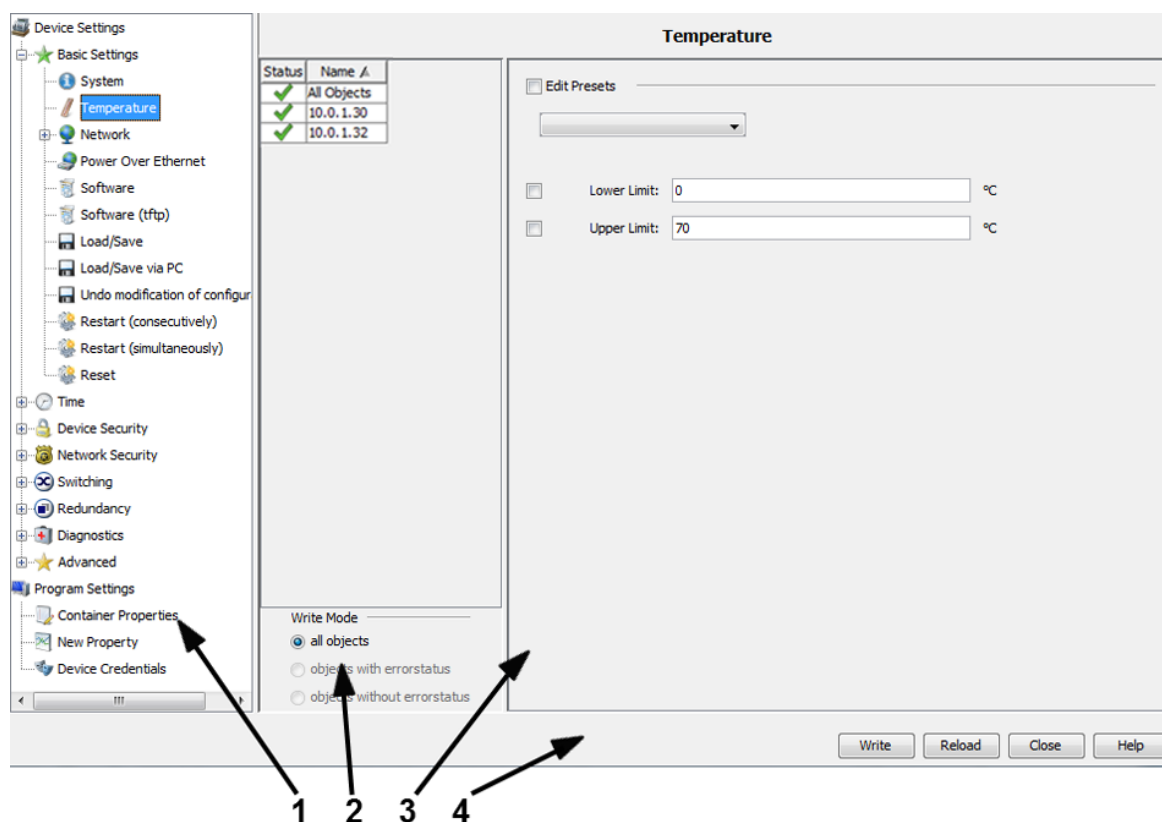 Device Settings
Basic Settings
System
Temperature
Network
Power Over Ethernet
Software
Software (tftp)
Load/Save
Load/Save via PC
Undo modification of configur
Restart (consecutively)
Restart (simultaneously)
Reset
Time
Device Security
Network Security
Switching
Redundancy
Diagnostics
Advanced
Program Settings
Container Properties
New Property
Device Credentials
Temperature
Status Name
All Objects
10.0.1.30
10.0.1.32
Write Mode
all objects
objects with errorstatus
objects without errorstatus
Edit Presets
Lower Limit: 0 °C
Upper Limit: 70 °C
Write Reload Close Help
1 2 3 4